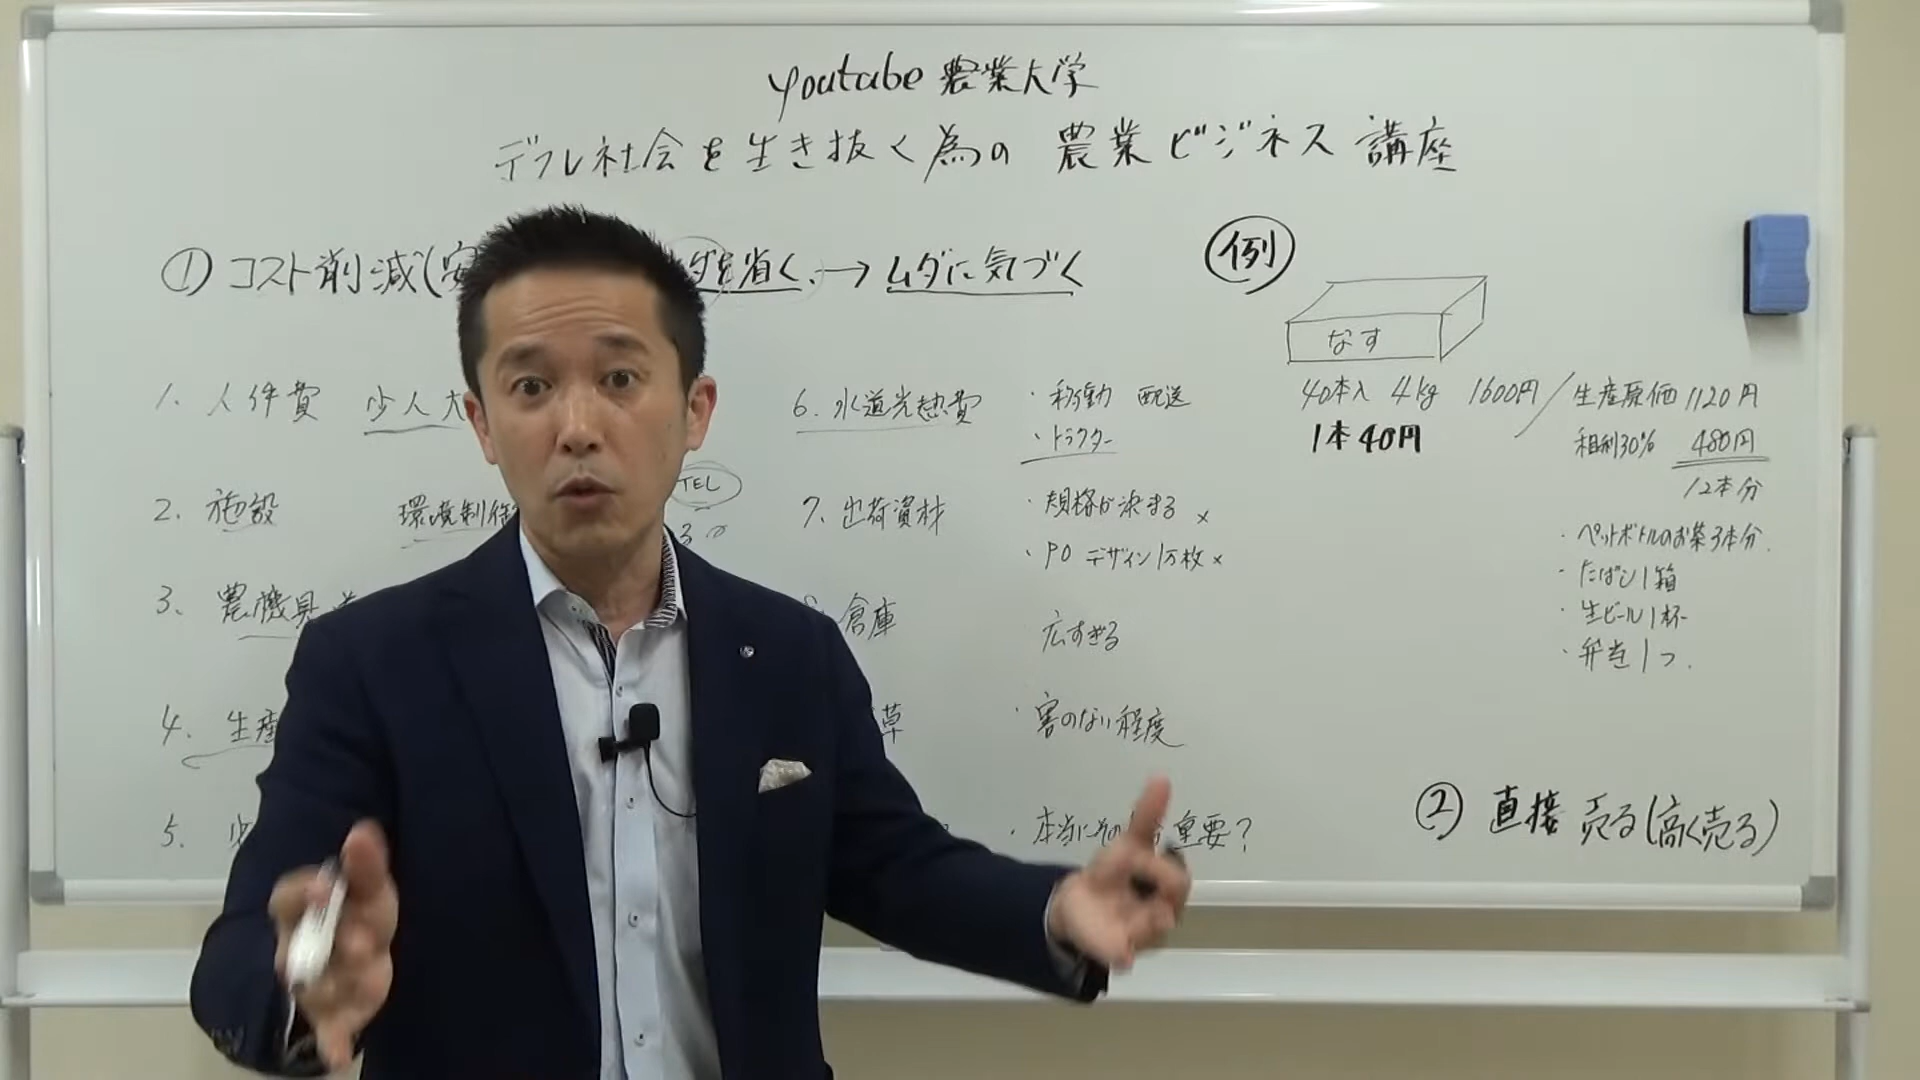 youtube 農業大学
デフレ社会を生き抜く為の 農業ビジネス講座
① コスト削減(安 ダを省く.→ムダに気づく
1. 人件費 少人大
2. 施設 環境制御
TEL
3. 農機具
4. 生産
5.
6. 水道光熱費 ・移動 配送
・トラクター
7. 出荷資材 ・規格が決まる ×
・PO デザイン1万枚 ×
倉庫 広すぎる
草 ・害のない程度
・本当にその 重要?
例
なす
40本入 4kg 1600円/生産原価 1120円
1本40円
粗利30% 480円
12本分
・ペットボトルのお茶3本分.
・たばこ1箱
・生ビール1杯
・弁当1つ.
② 直接売る(高く売る)